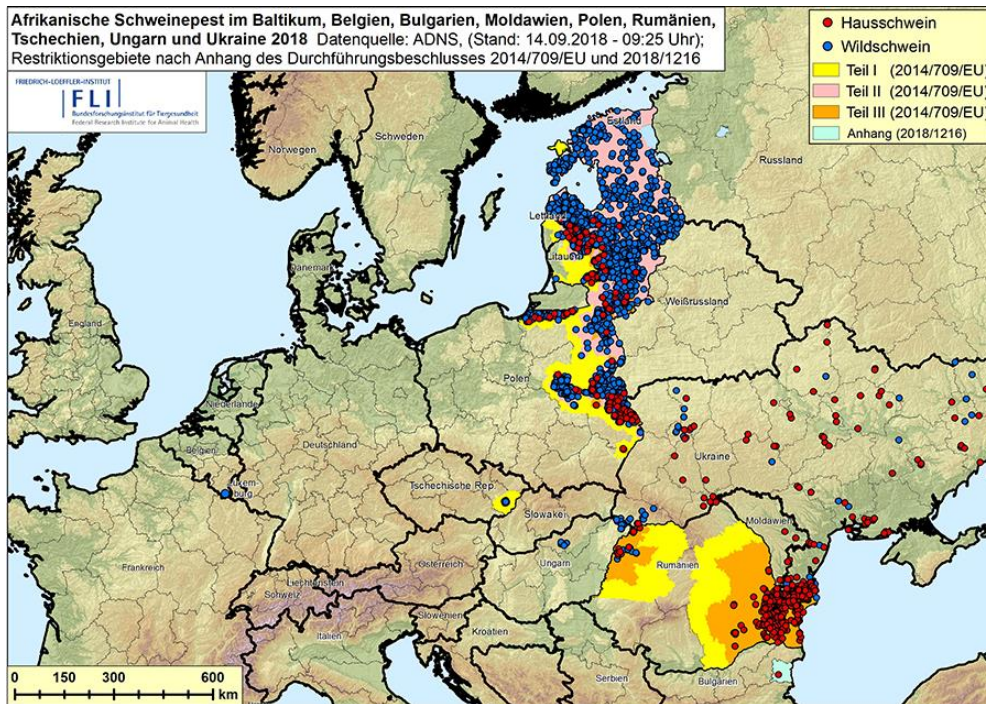 Afrikanische Schweinepest im Baltikum, Belgien, Bulgarien, Moldawien, Polen, Rumänien,
Tschechien, Ungarn und Ukraine 2018 Datenquelle: ADNS, (Stand: 14.09.2018 - 09:25 Uhr);
Restriktionsgebiete nach Anhang des Durchführungsbeschlusses 2014/709/EU und 2018/1216
Hausschwein
Wildschwein
Teil I (2014/709/EU)
Teil II (2014/709/EU)
Teil III (2014/709/EU)
Anhang (2018/1216)
FRIEDRICH-LOEFFLER-INSTITUT
FLI
Bundesforschungsinstitut für Tiergesundheit
Federal Research Institute for Animal Health
Norwegen
Schweden
Estland
Russland
Lettland
Litauen
Dänemark
Weißrussland
England
Polen
Niederlande
Deutschland
Belgien
Ukraine
Luxem-
burg
Tschechische Rep.
Slowakei
Moldawien
Frankreich
Österreich
Ungarn
Rumänien
Liechtenstein
Schweiz
Slowenien
Kroatien
Italien
Serbien
Bulgarien
0 150 300 600
km